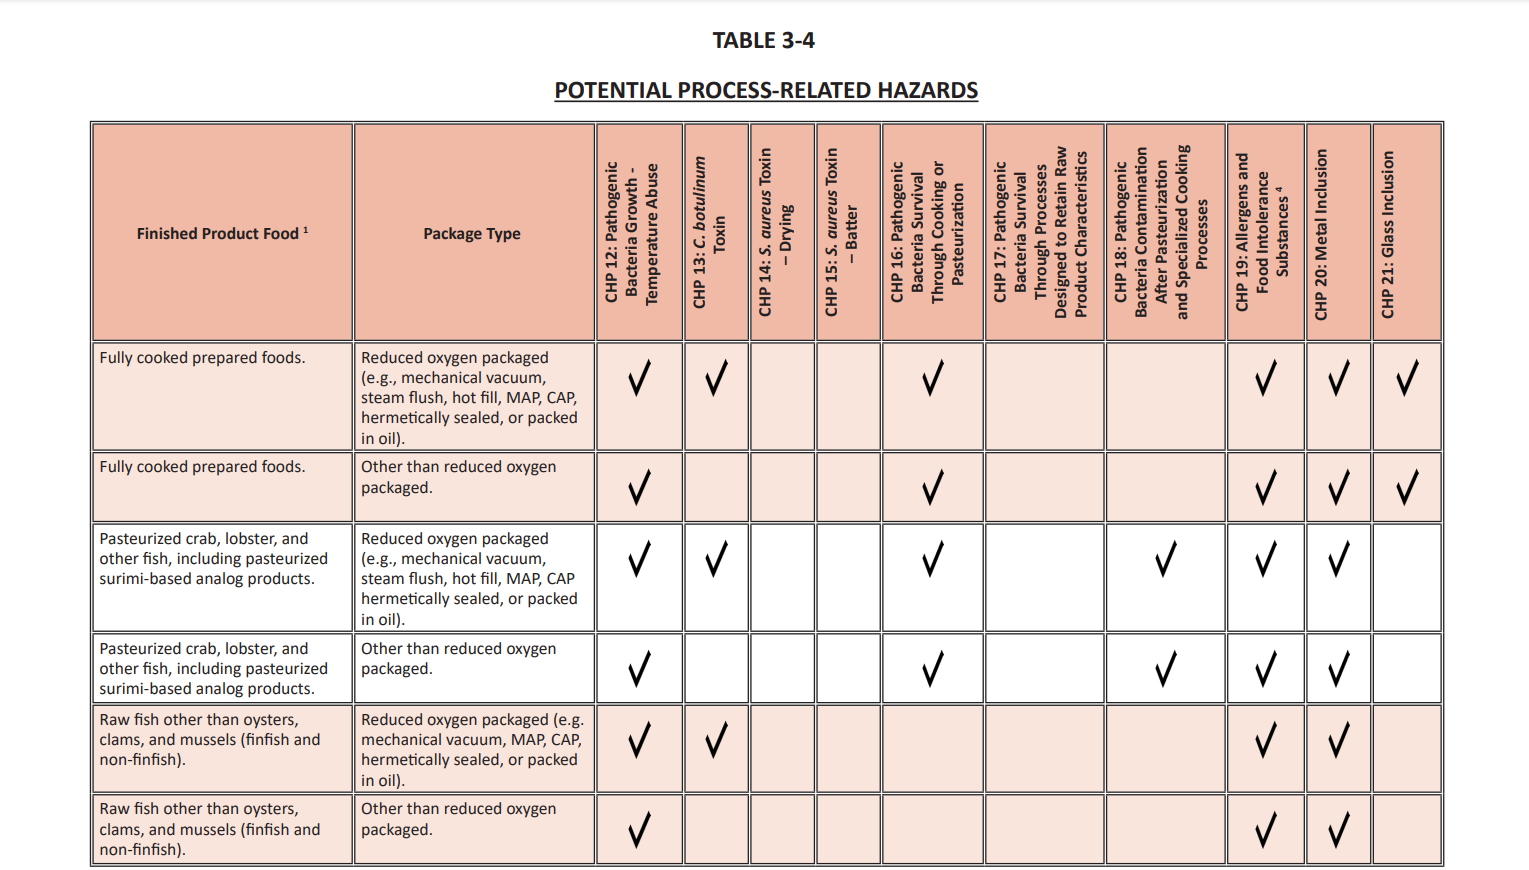 TABLE 3-4
POTENTIAL PROCESS-RELATED HAZARDS
Finished Product Food 1
Package Type
CHP 12: Pathogenic
Bacteria Growth -
Temperature Abuse
CHP 13: C. botulinum
Toxin
CHP 14: S. aureus Toxin
– Drying
CHP 15: S. aureus Toxin
– Batter
CHP 16: Pathogenic
Bacteria Survival
Through Cooking or
Pasteurization
CHP 17: Pathogenic
Bacteria Survival
Through Processes
Designed to Retain Raw
Product Characteristics
CHP 18: Pathogenic
Bacteria Contamination
After Pasteurization
and Specialized Cooking
Processes
CHP 19: Allergens and
Food Intolerance
Substances 4
CHP 20: Metal Inclusion
CHP 21: Glass Inclusion
Fully cooked prepared foods.
Reduced oxygen packaged
(e.g., mechanical vacuum,
steam flush, hot fill, MAP, CAP,
hermetically sealed, or packed
in oil).
✓ ✓ ✓ ✓ ✓ ✓
Fully cooked prepared foods.
Other than reduced oxygen
packaged.
✓ ✓ ✓ ✓ ✓
Pasteurized crab, lobster, and
other fish, including pasteurized
surimi-based analog products.
Reduced oxygen packaged
(e.g., mechanical vacuum,
steam flush, hot fill, MAP, CAP
hermetically sealed, or packed
in oil).
✓ ✓ ✓ ✓ ✓ ✓
Pasteurized crab, lobster, and
other fish, including pasteurized
surimi-based analog products.
Other than reduced oxygen
packaged.
✓ ✓ ✓ ✓ ✓
Raw fish other than oysters,
clams, and mussels (finfish and
non-finfish).
Reduced oxygen packaged (e.g.
mechanical vacuum, MAP, CAP,
hermetically sealed, or packed
in oil).
✓ ✓ ✓ ✓
Raw fish other than oysters,
clams, and mussels (finfish and
non-finfish).
Other than reduced oxygen
packaged.
✓ ✓ ✓